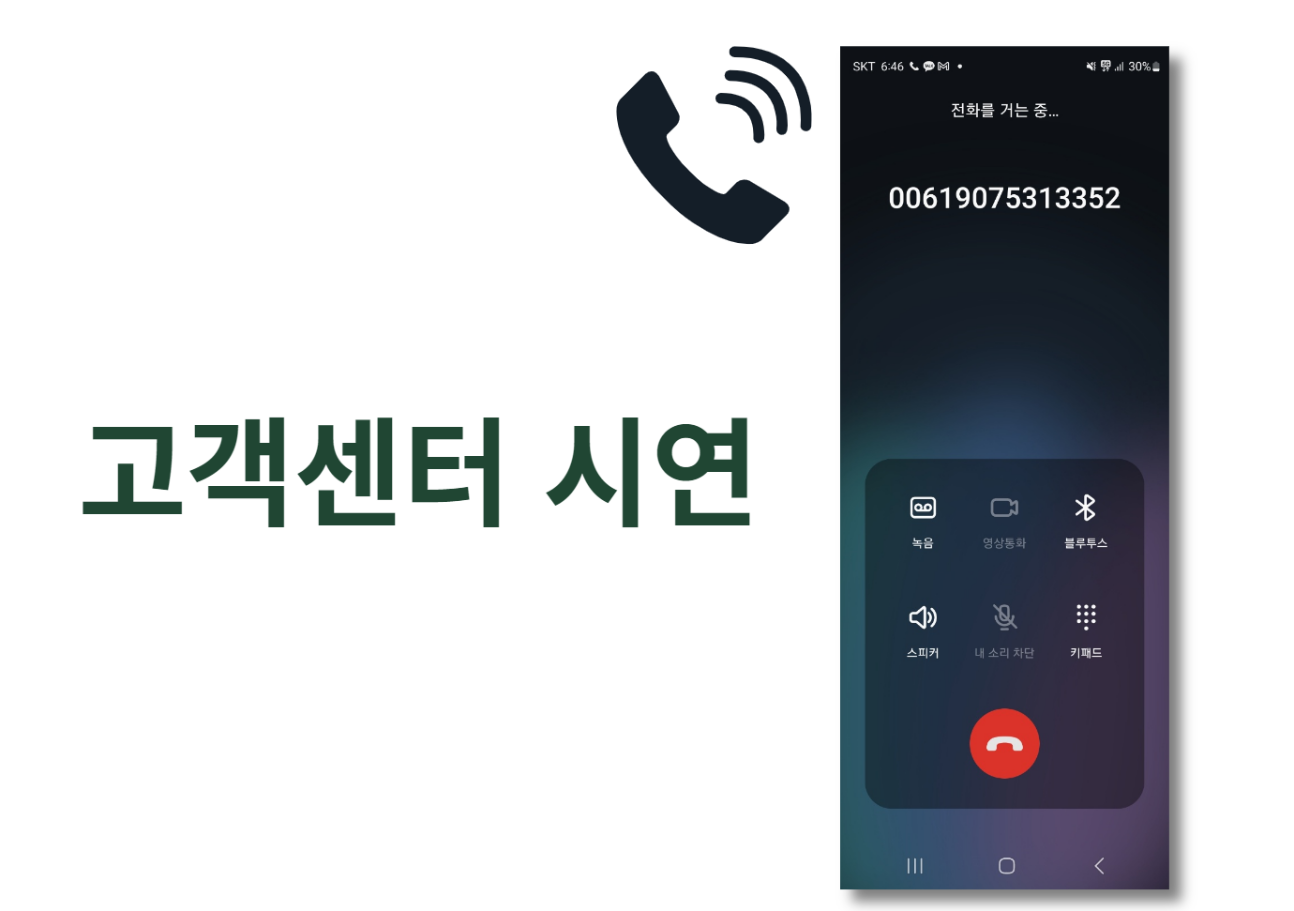 SKT 6:46
30%
전화를 거는 중...
00619075313352
고객센터 시연
녹음
영상통화
블루투스
스피커
내 소리 차단
키패드